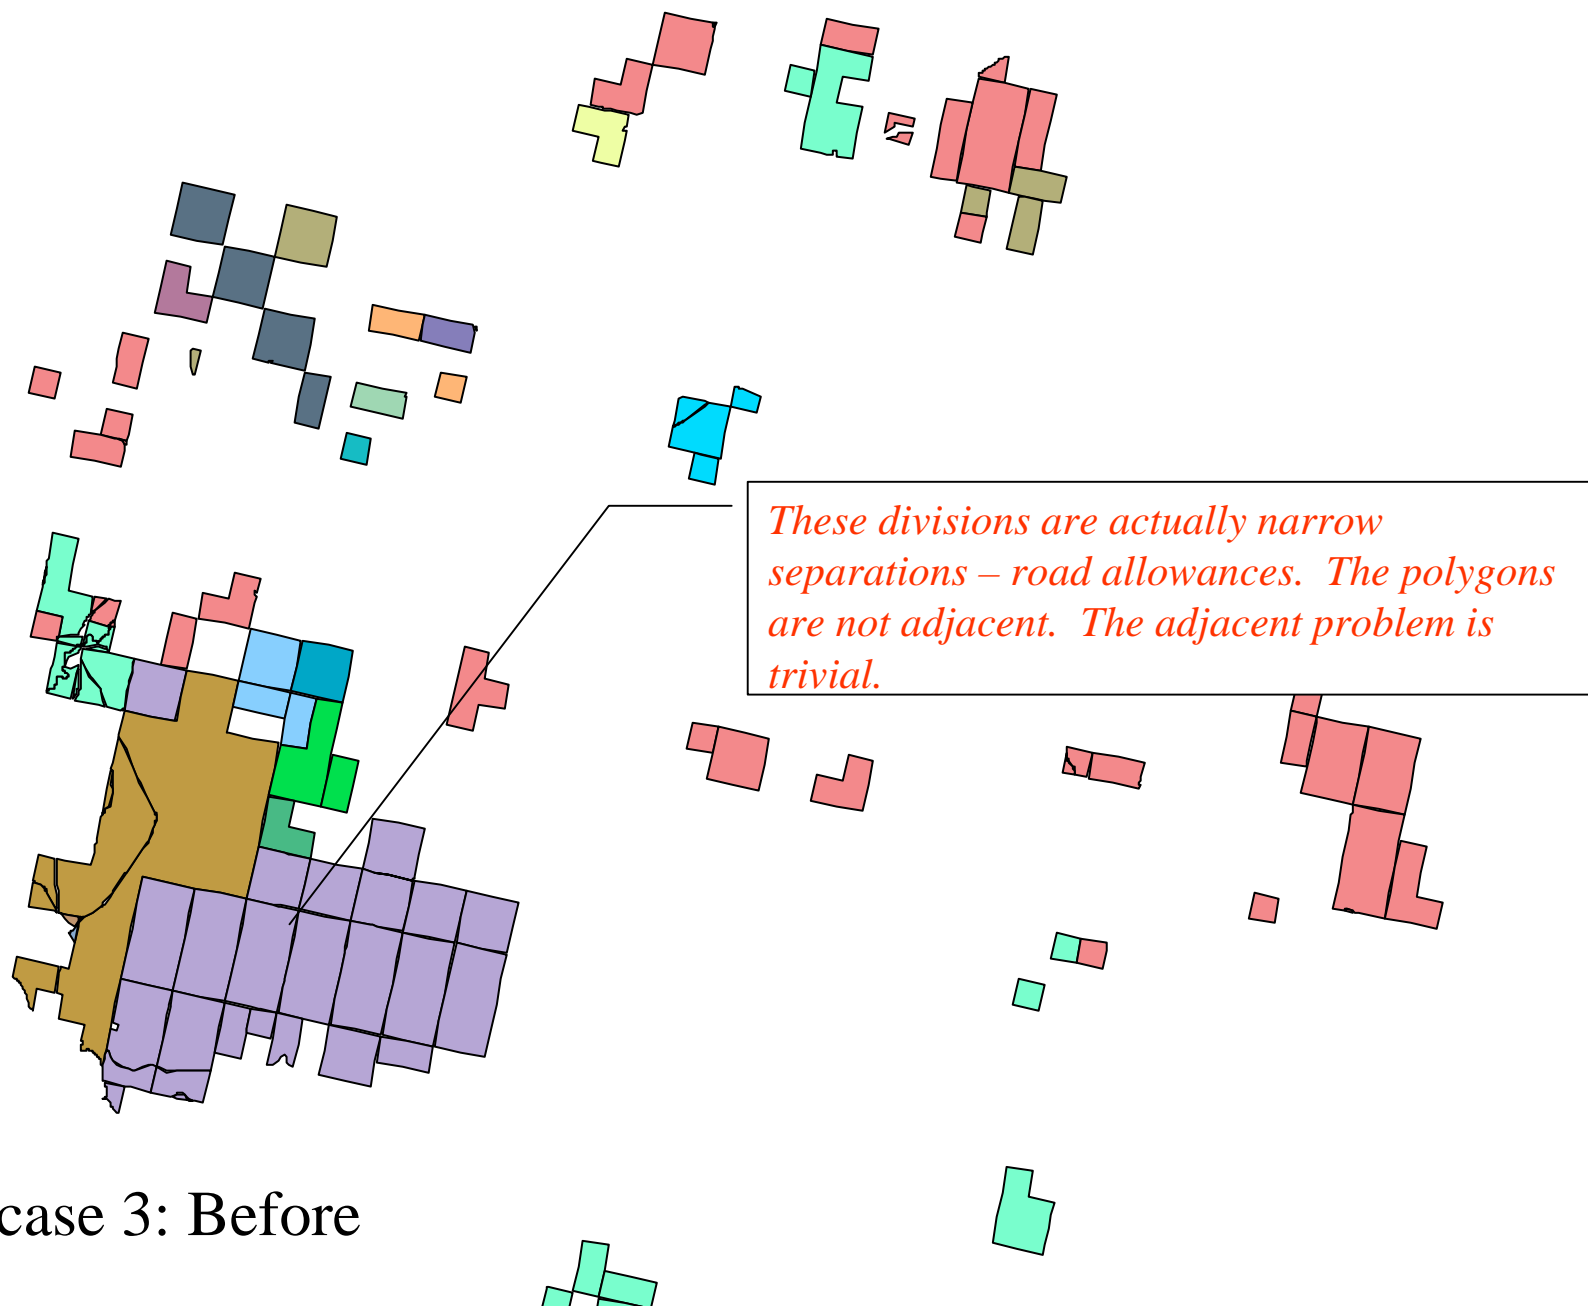 These divisions are actually narrow
separations – road allowances. The polygons
are not adjacent. The adjacent problem is
trivial.
case 3: Before